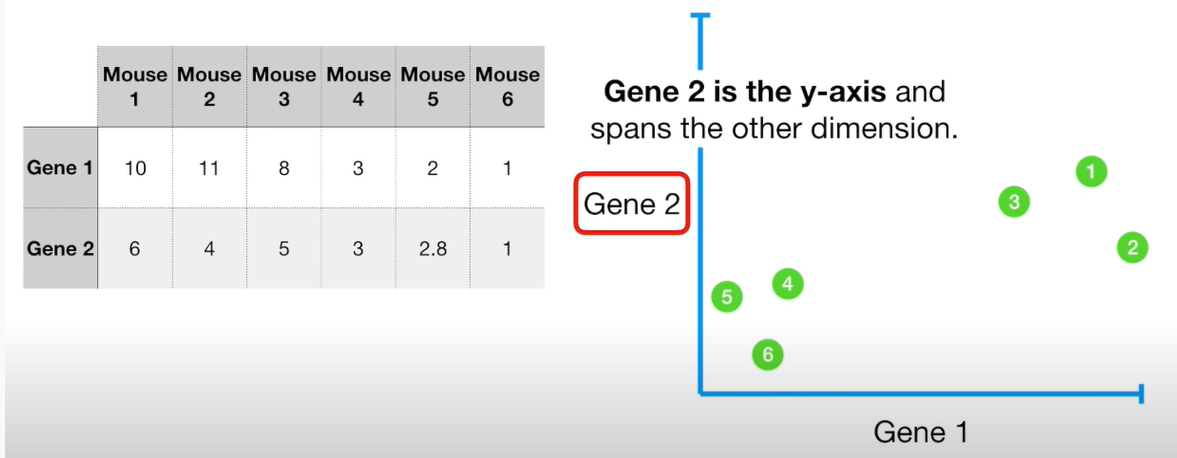 Mouse 1 Mouse 2 Mouse 3 Mouse 4 Mouse 5 Mouse 6
Gene 1 10 11 8 3 2 1
Gene 2 6 4 5 3 2.8 1
Gene 2 is the y-axis and
spans the other dimension.
Gene 2
1
3
2
4
5
6
Gene 1